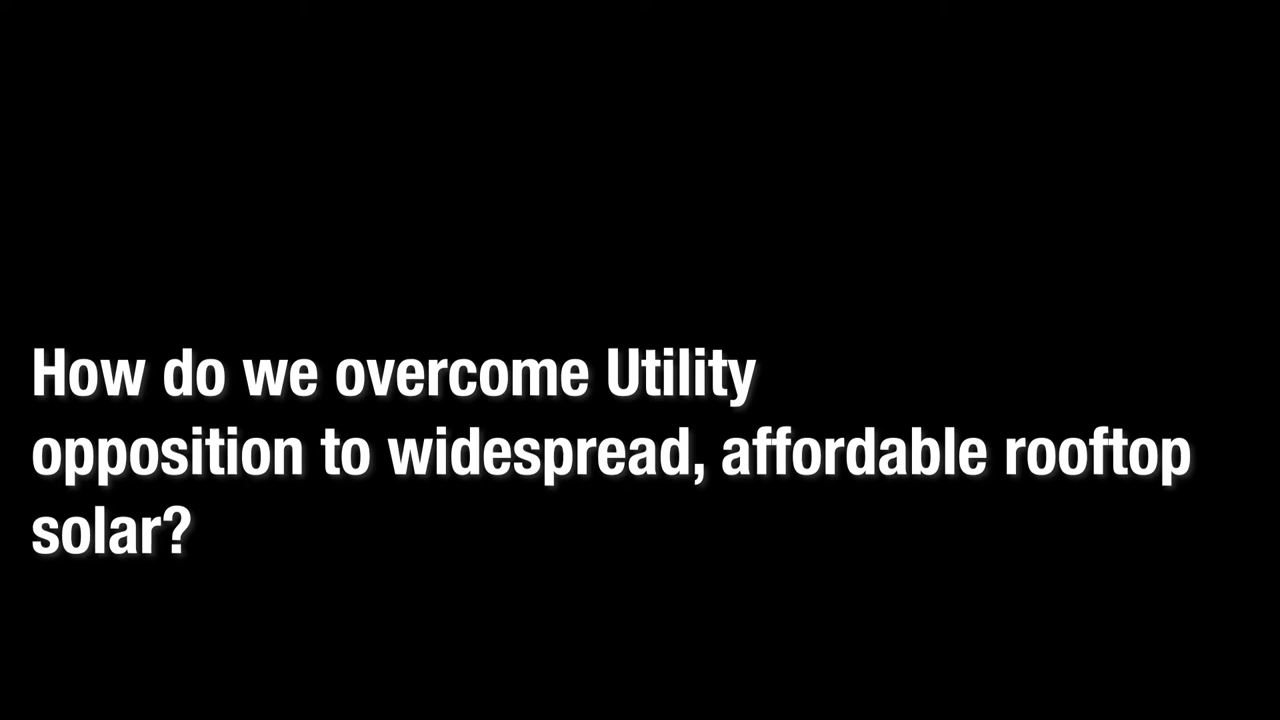 How do we overcome Utility
opposition to widespread, affordable rooftop
solar?